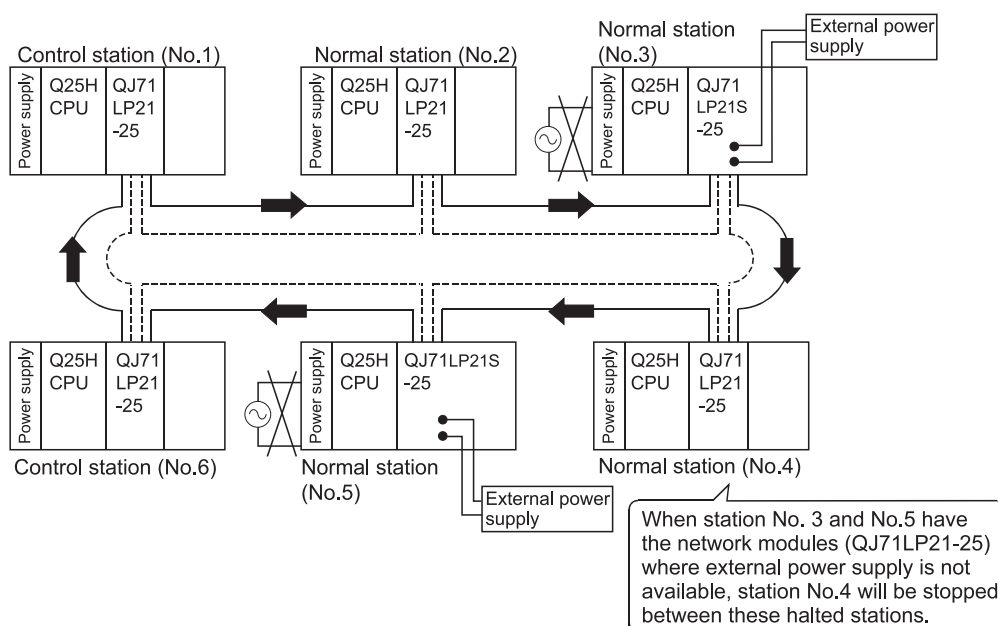 Control station (No.1)
Power supply
Q25H
CPU
QJ71
LP21
-25
Normal station (No.2)
Power supply
Q25H
CPU
QJ71
LP21
-25
Normal station
(No.3)
Power supply
Q25H
CPU
QJ71
LP21S
-25
External power
supply
Power supply
Q25H
CPU
QJ71
LP21
-25
Control station (No.6)
Power supply
Q25H
CPU
QJ71LP21S
-25
Normal station
(No.5)
External power
supply
Power supply
Q25H
CPU
QJ71
LP21
-25
Normal station (No.4)
When station No. 3 and No.5 have
the network modules (QJ71LP21-25)
where external power supply is not
available, station No.4 will be stopped
between these halted stations.